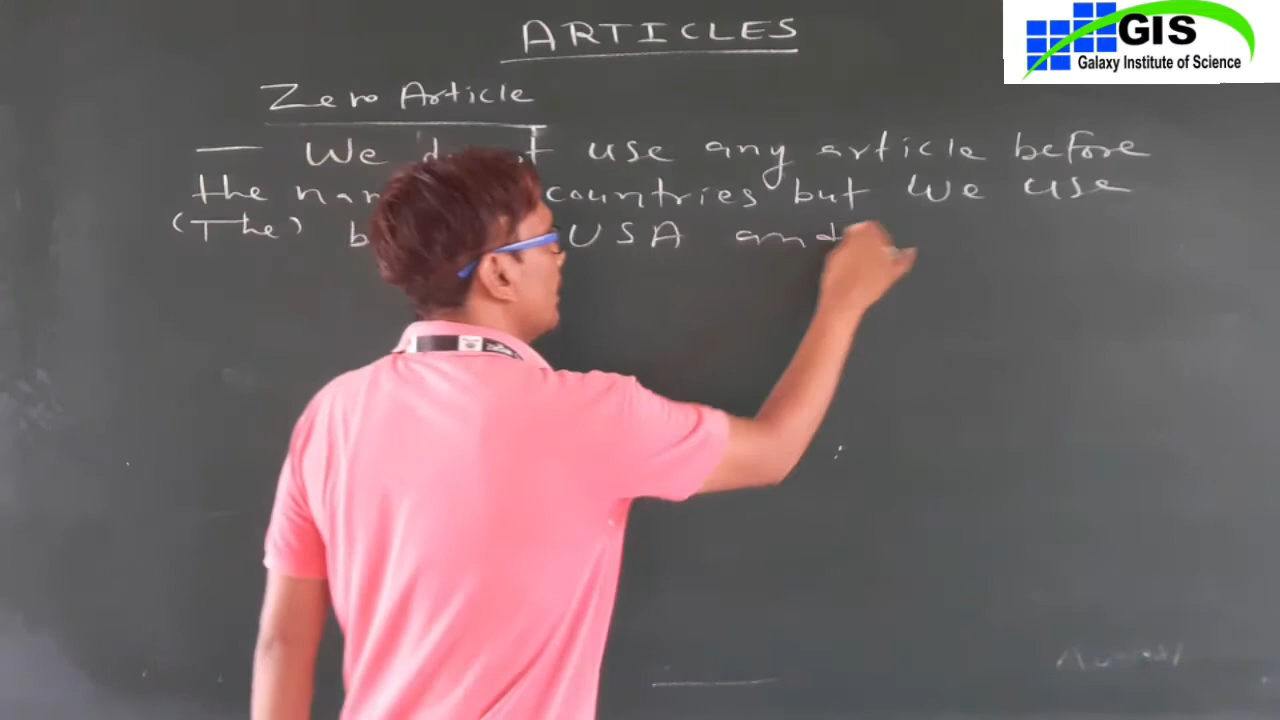 ARTICLES
GIS
Galaxy Institute of Science
Zero Article
— We use any article before
the countries but we use
(The) USA and